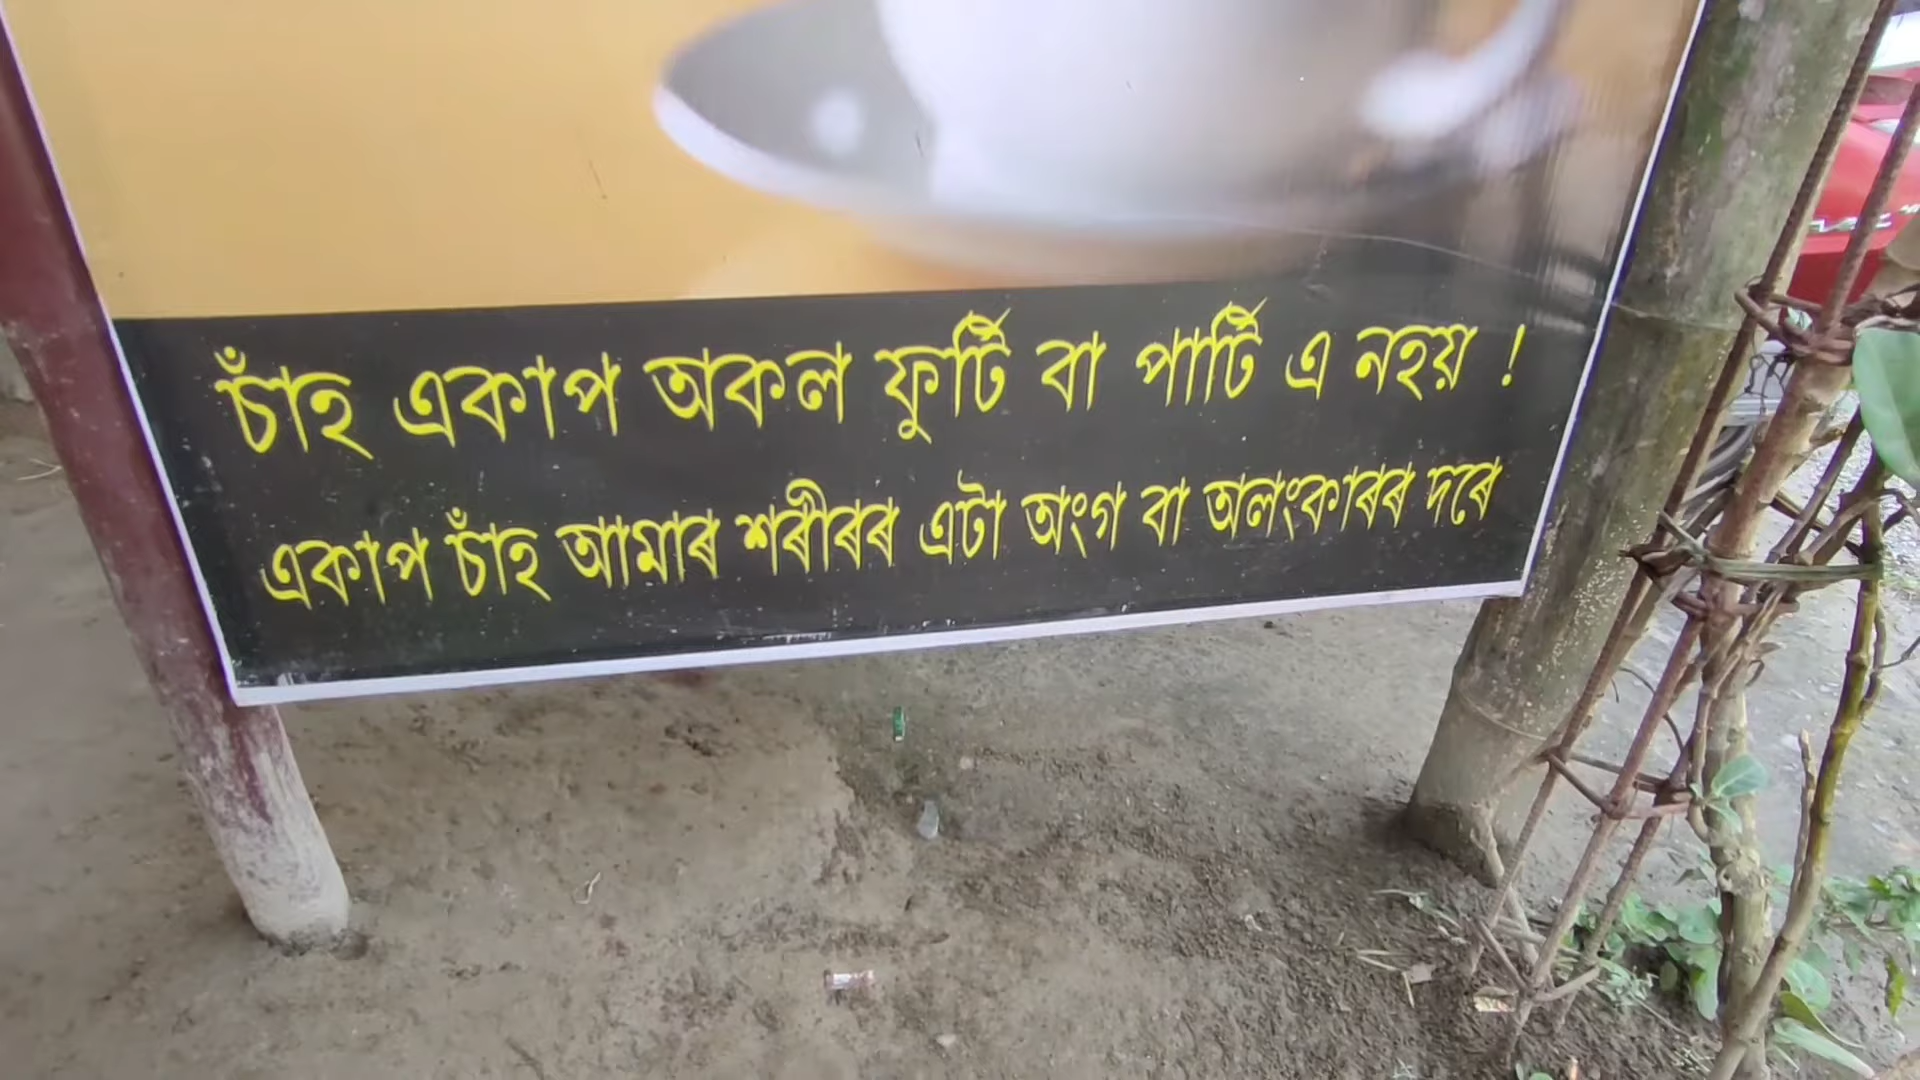 চাঁহ একাপ অকল ফুৰ্টি বা পাৰ্টি এ নহয় !
একাপ চাঁহ আমাৰ শৰীৰৰ এটা অংগ বা অলংকাৰৰ দৰে